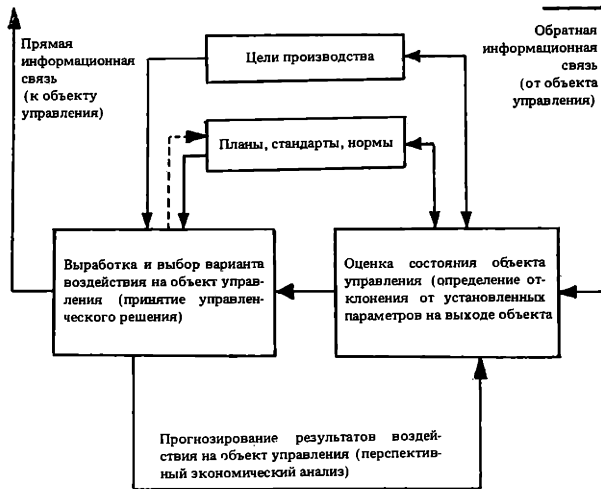 Прямая
информационная
связь
(к объекту
управления)
Цели производства
Обратная
информационная
связь
(от объекта
управления)
Планы, стандарты, нормы
Выработка и выбор варианта
воздействия на объект управ-
ления (принятие управлен-
ческого решения)
Оценка состояния объекта
управления (определение от-
клонения от установленных
параметров на выходе объекта
Прогнозирование результатов воздей-
ствия на объект управления (перспектив-
ный экономический анализ)